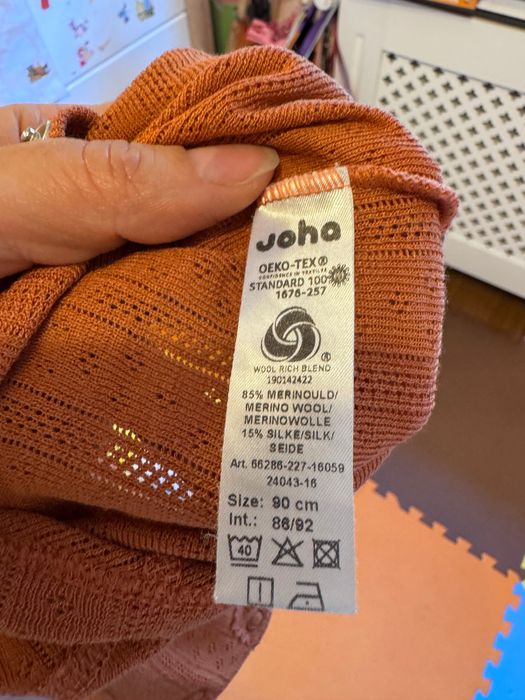 Joha
OEKO-TEX®
CONFIDENCE IN TEXTILES
STANDARD 100
1676-257
WOOL RICH BLEND
®
190142422
85% MERINOULD/
MERINO WOOL/
MERINOWOLLE
15% SILKE/SILK/
SEIDE
Art. 66286-227-16059
24043-16
Size: 90 cm
Int.: 86/92
40